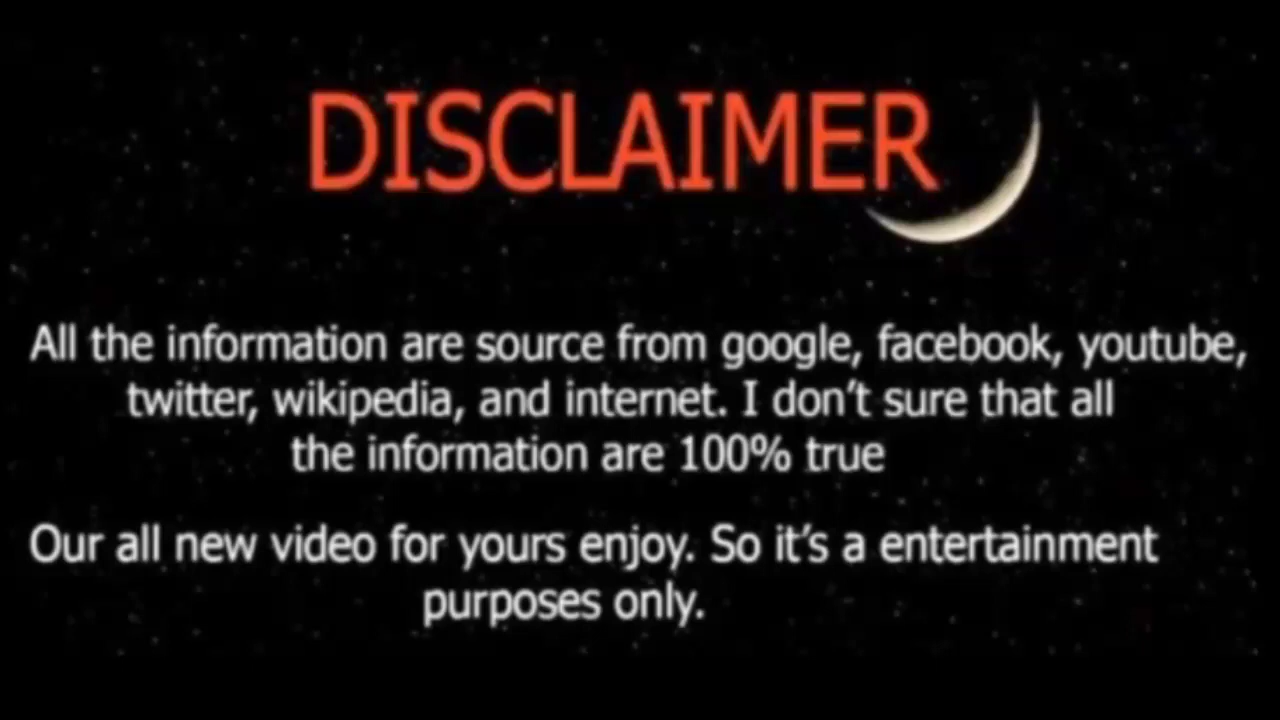 DISCLAIMER
All the information are source from google, facebook, youtube,
twitter, wikipedia, and internet. I don't sure that all
the information are 100% true
Our all new video for yours enjoy. So it's a entertainment
purposes only.